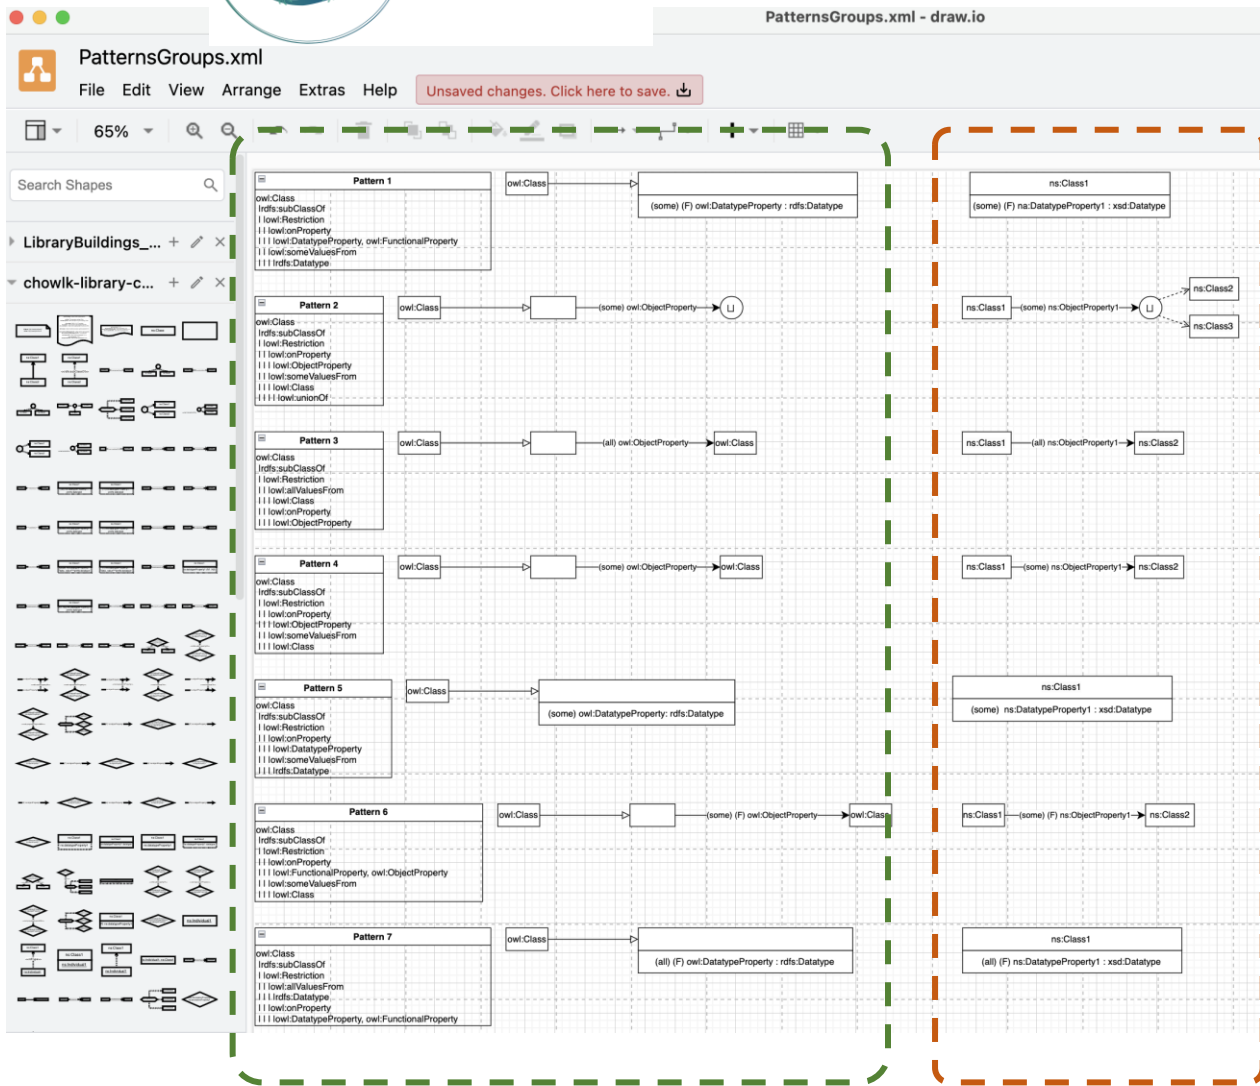 PatternsGroups.xml - draw.io
PatternsGroups.xml
File Edit View Arrange Extras Help Unsaved changes. Click here to save.
65%
Search Shapes
LibraryBuildings_...
chowlk-library-c...
Pattern 1
owl:Class
|rdfs:subClassOf
| |owl:Restriction
| |owl:onProperty
| | |owl:DatatypeProperty, owl:FunctionalProperty
| |owl:someValuesFrom
| | |rdfs:Datatype
owl:Class
(some) (F) owl:DatatypeProperty : rdfs:Datatype
ns:Class1
(some) (F) na:DatatypeProperty1 : xsd:Datatype
Pattern 2
owl:Class
|rdfs:subClassOf
| |owl:Restriction
| |owl:onProperty
| | |owl:ObjectProperty
| |owl:someValuesFrom
| | |owl:Class
| | | |owl:unionOf
owl:Class (some) owl:ObjectProperty ⊔
ns:Class1 (some) ns:ObjectProperty1 ⊔
ns:Class2
ns:Class3
Pattern 3
owl:Class
|rdfs:subClassOf
| |owl:Restriction
| |owl:allValuesFrom
| | |owl:Class
| |owl:onProperty
| | |owl:ObjectProperty
owl:Class (all) owl:ObjectProperty owl:Class
ns:Class1 (all) ns:ObjectProperty1 ns:Class2
Pattern 4
owl:Class
|rdfs:subClassOf
| |owl:Restriction
| |owl:onProperty
| | |owl:ObjectProperty
| |owl:someValuesFrom
| | |owl:Class
owl:Class (some) owl:ObjectProperty owl:Class
ns:Class1 (some) ns:ObjectProperty1 ns:Class2
Pattern 5
owl:Class
|rdfs:subClassOf
| |owl:Restriction
| |owl:onProperty
| | |owl:DatatypeProperty
| |owl:someValuesFrom
| | |rdfs:Datatype
owl:Class
(some) owl:DatatypeProperty: rdfs:Datatype
ns:Class1
(some) ns:DatatypeProperty1 : xsd:Datatype
Pattern 6
owl:Class
|rdfs:subClassOf
| |owl:Restriction
| |owl:onProperty
| | |owl:FunctionalProperty, owl:ObjectProperty
| |owl:someValuesFrom
| | |owl:Class
owl:Class (some) (F) owl:ObjectProperty owl:Class
ns:Class1 (some) (F) ns:ObjectProperty1 ns:Class2
Pattern 7
owl:Class
|rdfs:subClassOf
| |owl:Restriction
| |owl:allValuesFrom
| | |rdfs:Datatype
| |owl:onProperty
| | |owl:DatatypeProperty, owl:FunctionalProperty
owl:Class
(all) (F) owl:DatatypeProperty : rdfs:Datatype
ns:Class1
(all) (F) ns:DatatypeProperty1 : xsd:Datatype